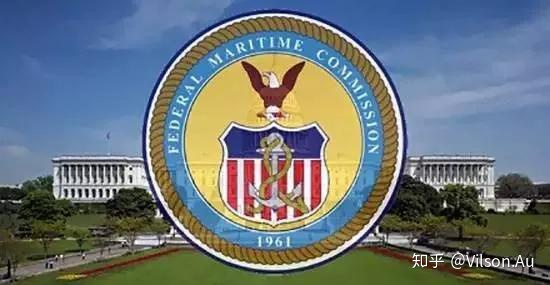 FEDERAL MARITIME COMMISSION
1961
知乎 @Vilson.Au